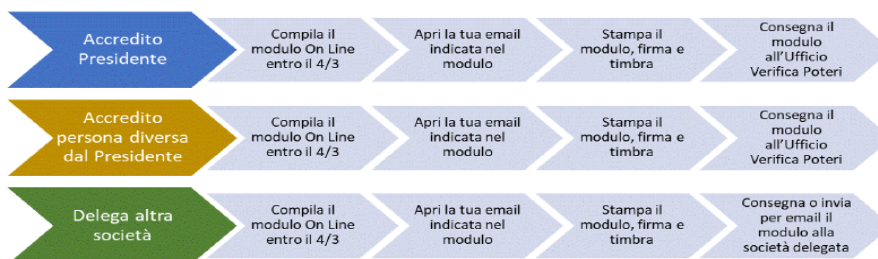 Accredito
Presidente
Compila il
modulo On Line
entro il 4/3
Apri la tua email
indicata nel
modulo
Stampa il
modulo, firma e
timbra
Consegna il
modulo
all'Ufficio
Verifica Poteri
Accredito
persona diversa
dal Presidente
Compila il
modulo On Line
entro il 4/3
Apri la tua email
indicata nel
modulo
Stampa il
modulo, firma e
timbra
Consegna il
modulo
all'Ufficio
Verifica Poteri
Delega altra
società
Compila il
modulo On Line
entro il 4/3
Apri la tua email
indicata nel
modulo
Stampa il
modulo, firma e
timbra
Consegna o invia
per email il
modulo alla
società delegata